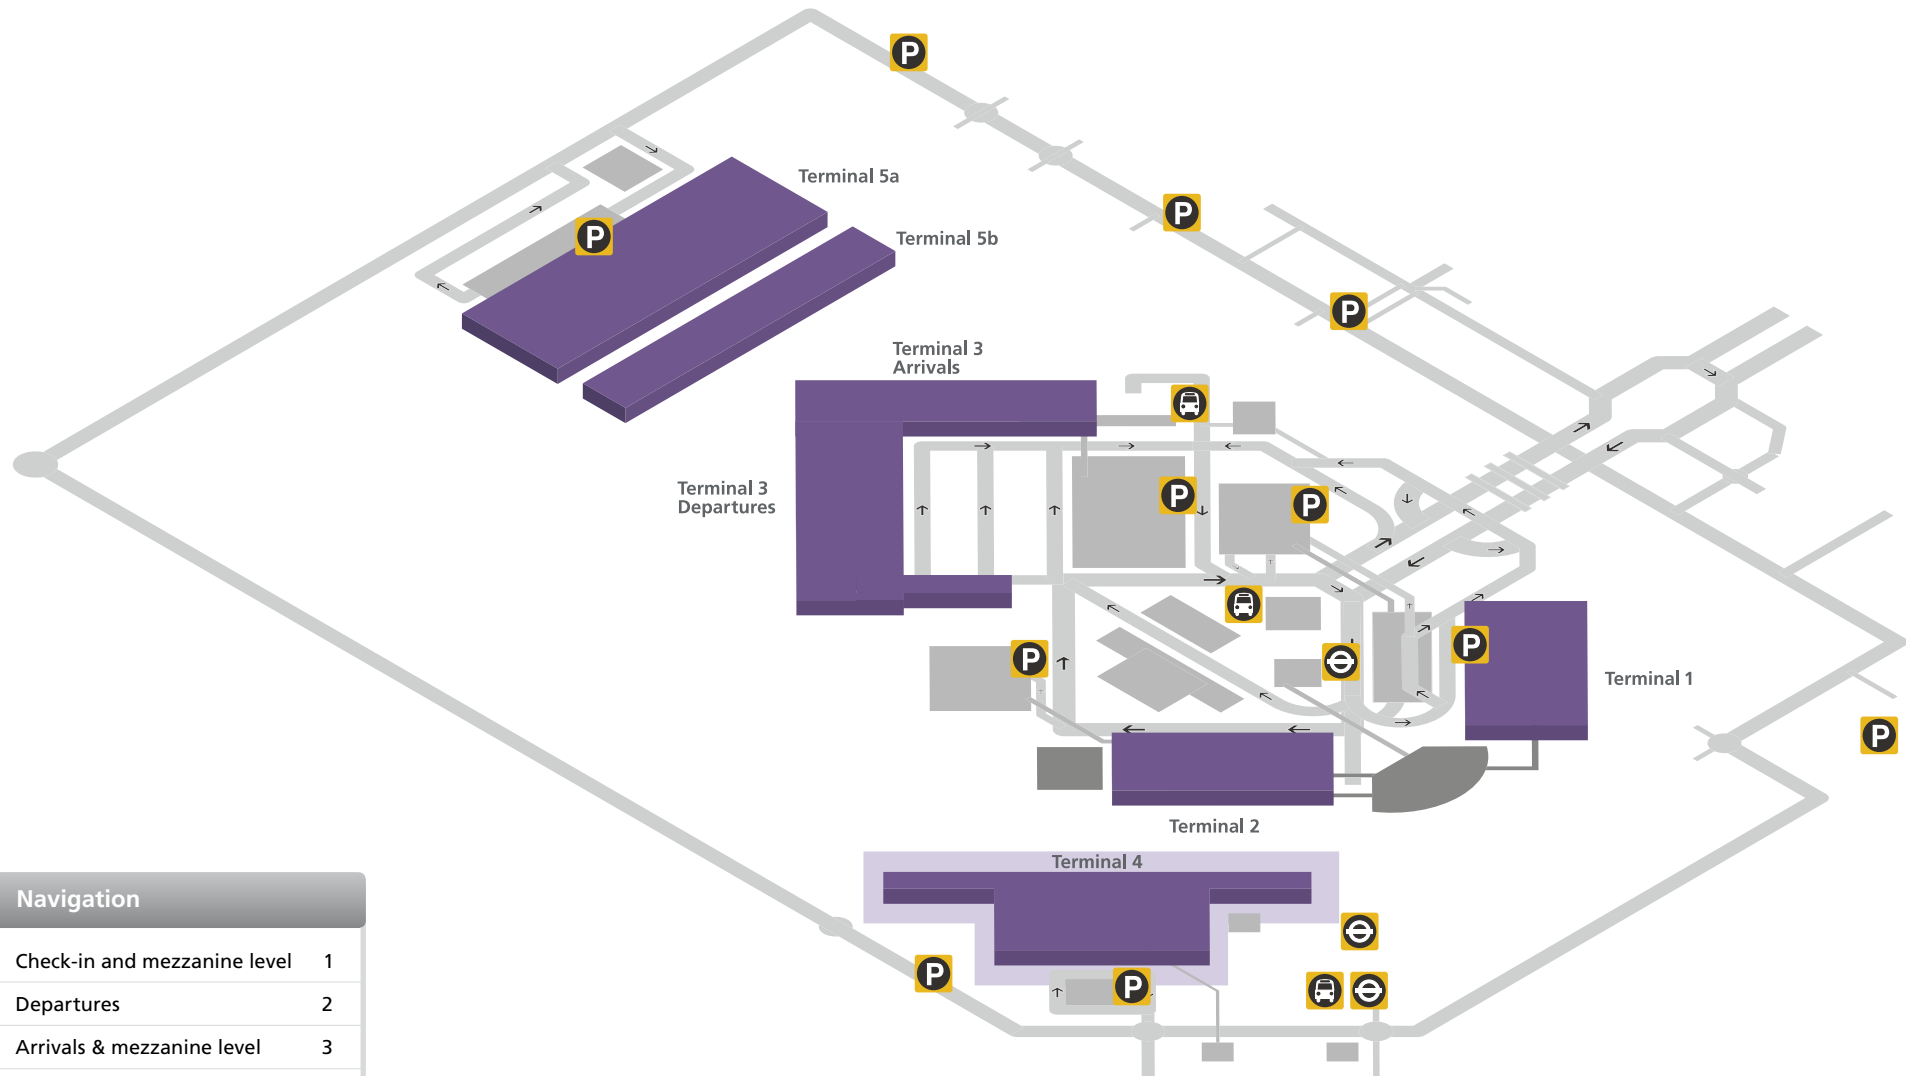 P
P
Terminal 5a
P
P
Terminal 5b
P
Terminal 3
Arrivals
Terminal 3
Departures
P
P
P
P
Terminal 1
P
Terminal 2
Terminal 4
P
P
Navigation
Check-in and mezzanine level 1
Departures 2
Arrivals & mezzanine level 3